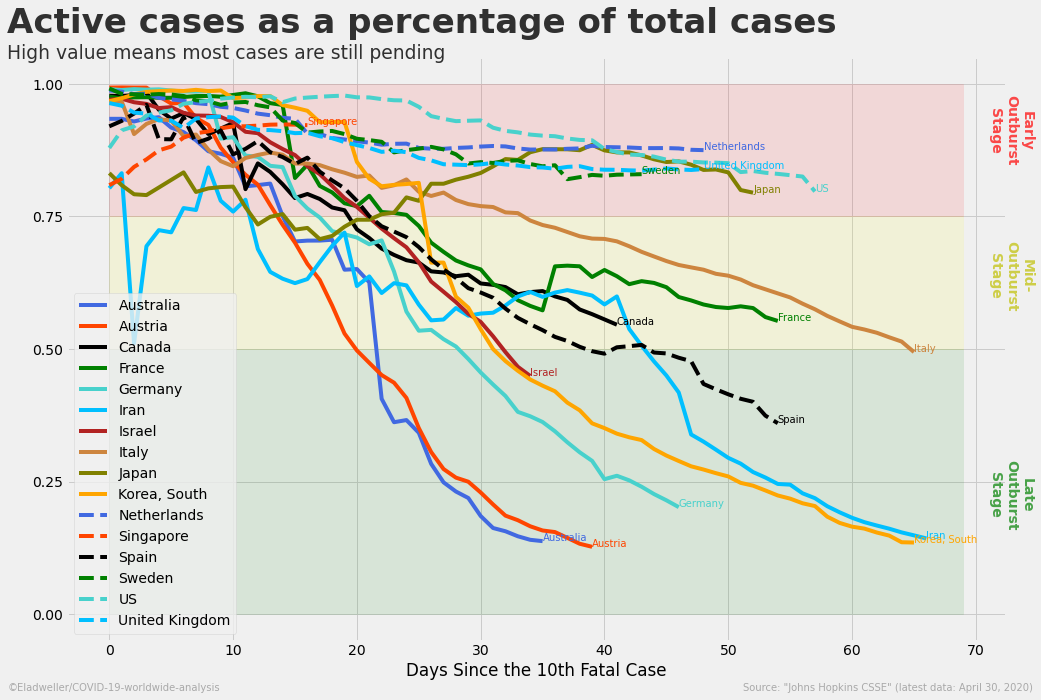 Active cases as a percentage of total cases
High value means most cases are still pending
1.00
0.75
0.50
0.25
0.00
Singapore
Netherlands
United Kingdom
Sweden
US
Japan
France
Canada
Italy
Israel
Spain
Germany
Australia
Austria
Iran
Korea, South
Early
Outburst
Stage
Mid-
Outburst
Stage
Late
Outburst
Stage
Australia
Austria
Canada
France
Germany
Iran
Israel
Italy
Japan
Korea, South
Netherlands
Singapore
Spain
Sweden
US
United Kingdom
0 10 20 30 40 50 60 70
Days Since the 10th Fatal Case
©Eladweller/COVID-19-worldwide-analysis
Source: "Johns Hopkins CSSE" (latest data: April 30, 2020)